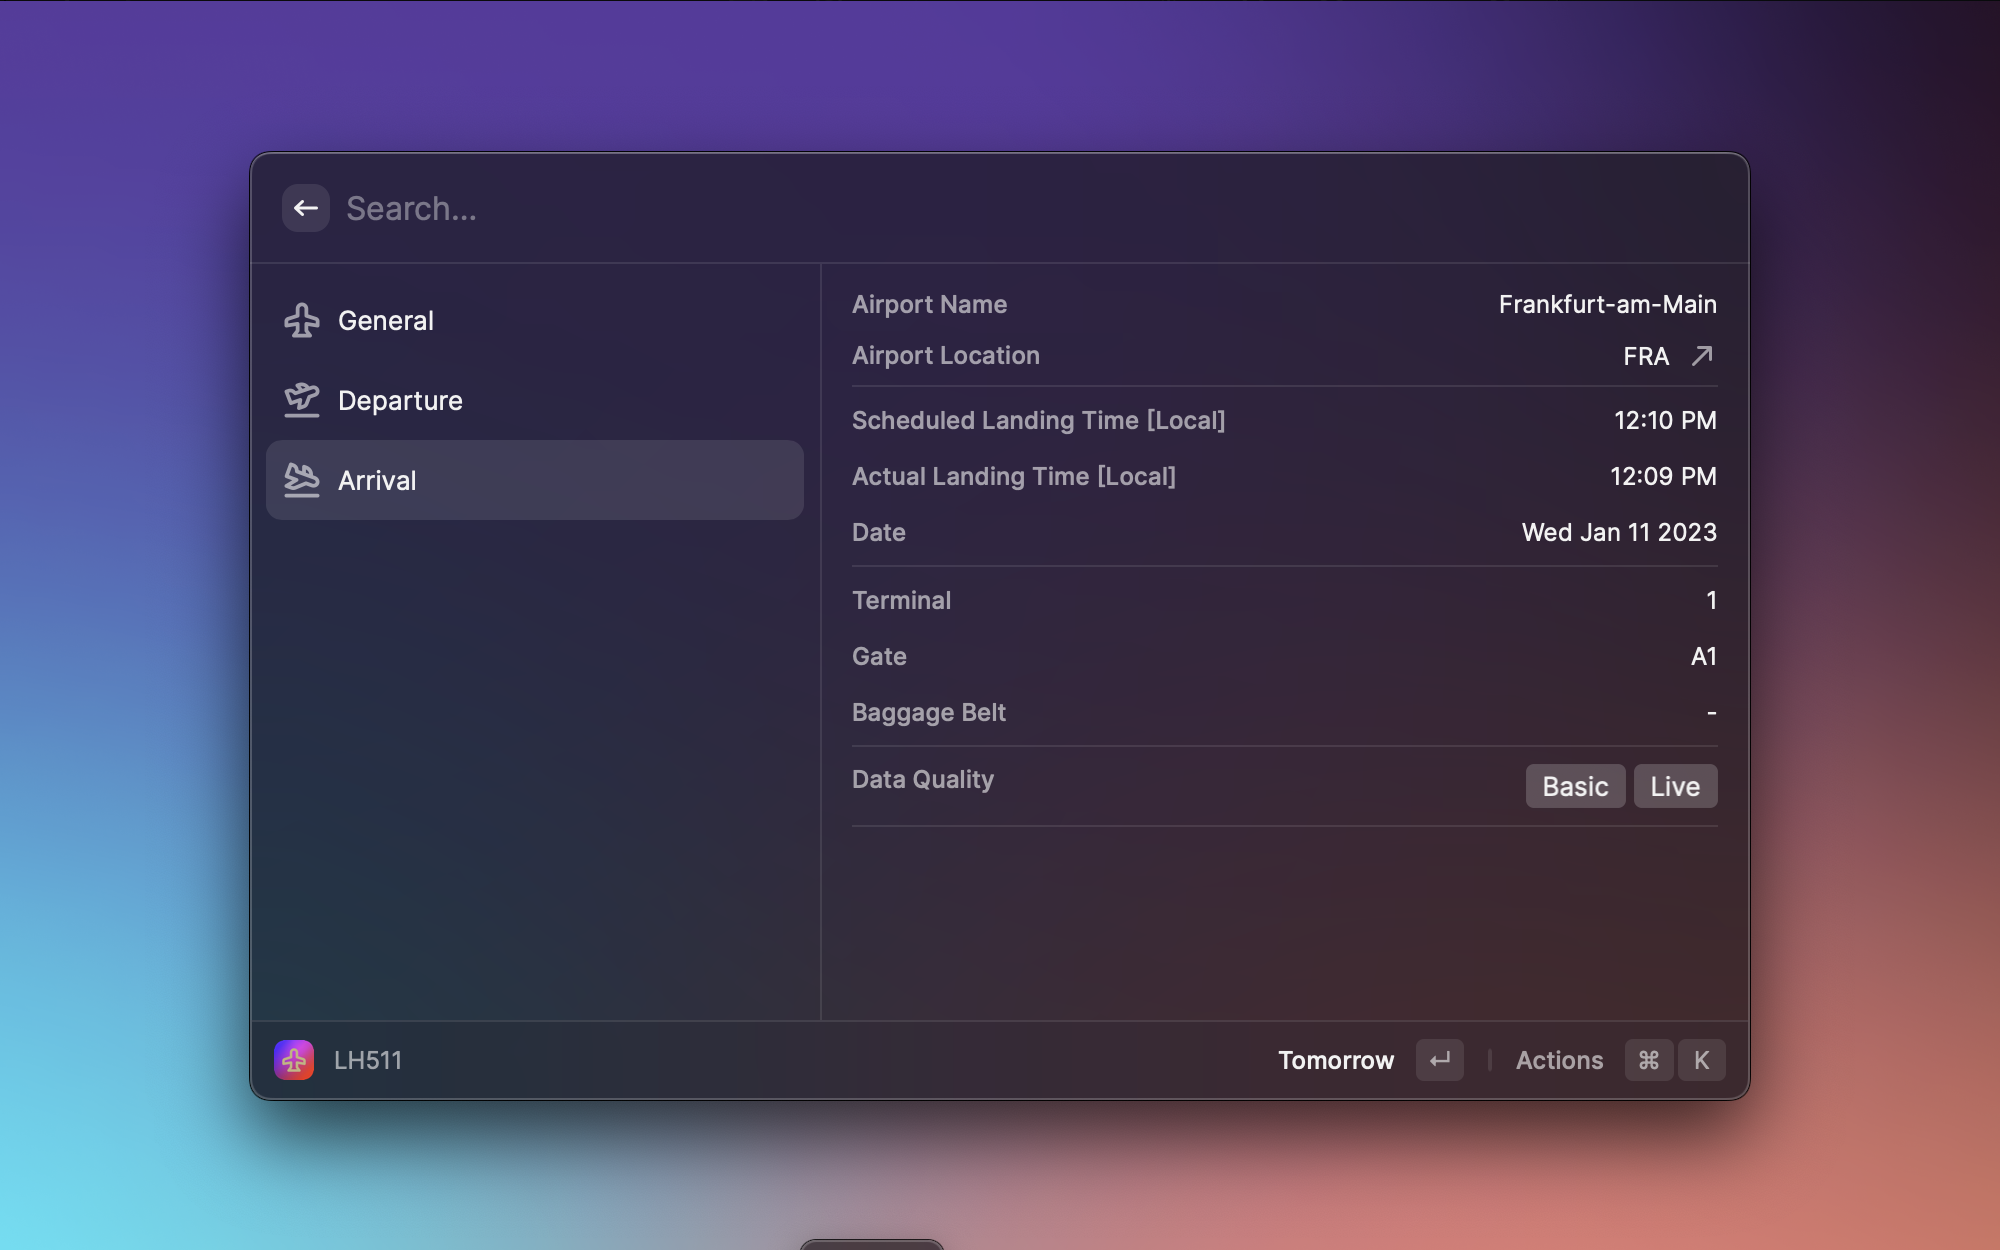 Search...
General
Departure
Arrival
Airport Name Frankfurt-am-Main
Airport Location FRA
Scheduled Landing Time [Local] 12:10 PM
Actual Landing Time [Local] 12:09 PM
Date Wed Jan 11 2023
Terminal 1
Gate A1
Baggage Belt -
Data Quality Basic Live
LH511 Tomorrow ↵ | Actions ⌘ K